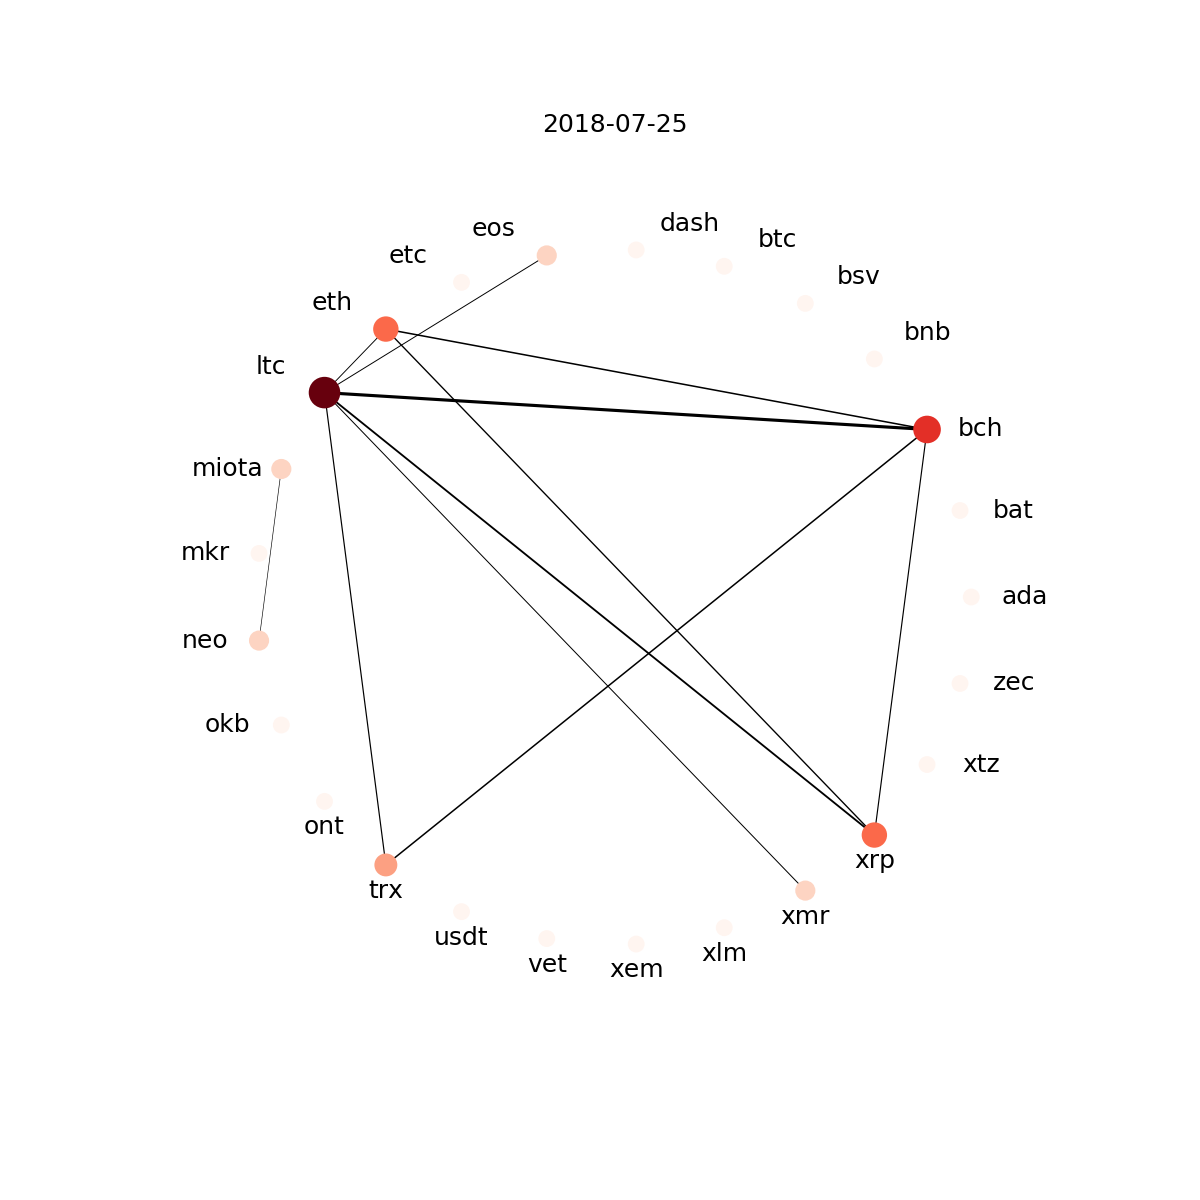 2018-07-25
dash
eos
btc
etc
bsv
eth
bnb
ltc
bch
miota
bat
mkr
ada
neo
zec
okb
xtz
ont
xrp
trx
xmr
usdt
xlm
vet
xem